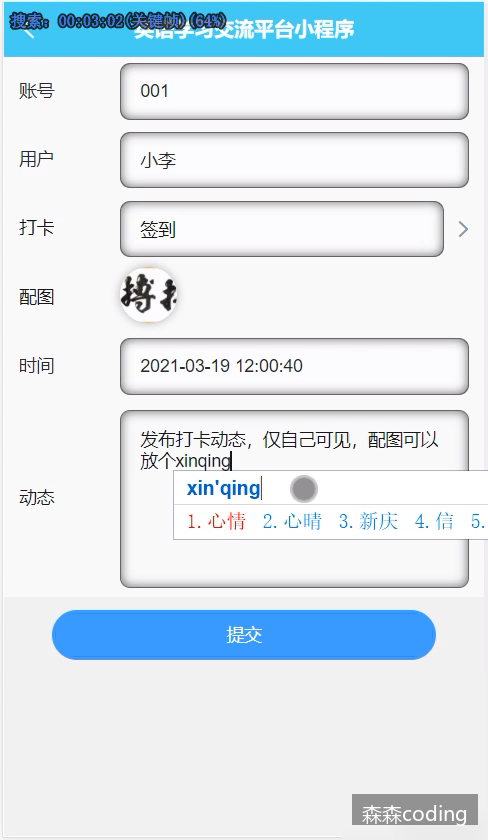 搜索：00:03:02(关键帧)(64%)
英语学习交流平台小程序
账号
001
用户
小李
打卡
签到
配图
搏
时间
2021-03-19 12:00:40
动态
发布打卡动态，仅自己可见，配图可以
放个xinqing
xin'qing
1.心情 2.心晴 3.新庆 4.信 5.
提交
森森coding